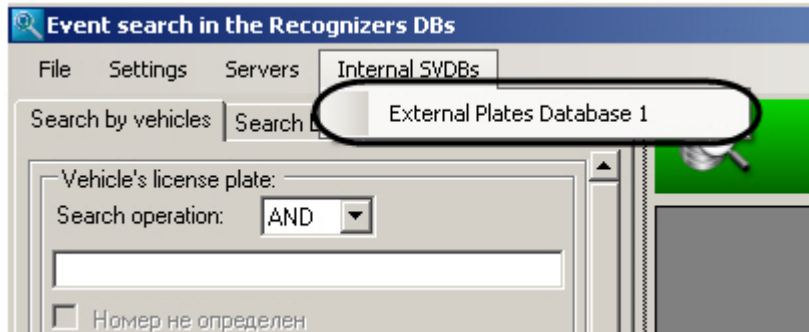 Event search in the Recognizers DBs
File Settings Servers Internal SVDBs
External Plates Database 1
Search by vehicles Search
Vehicle's license plate:
Search operation: AND
Номер не определен